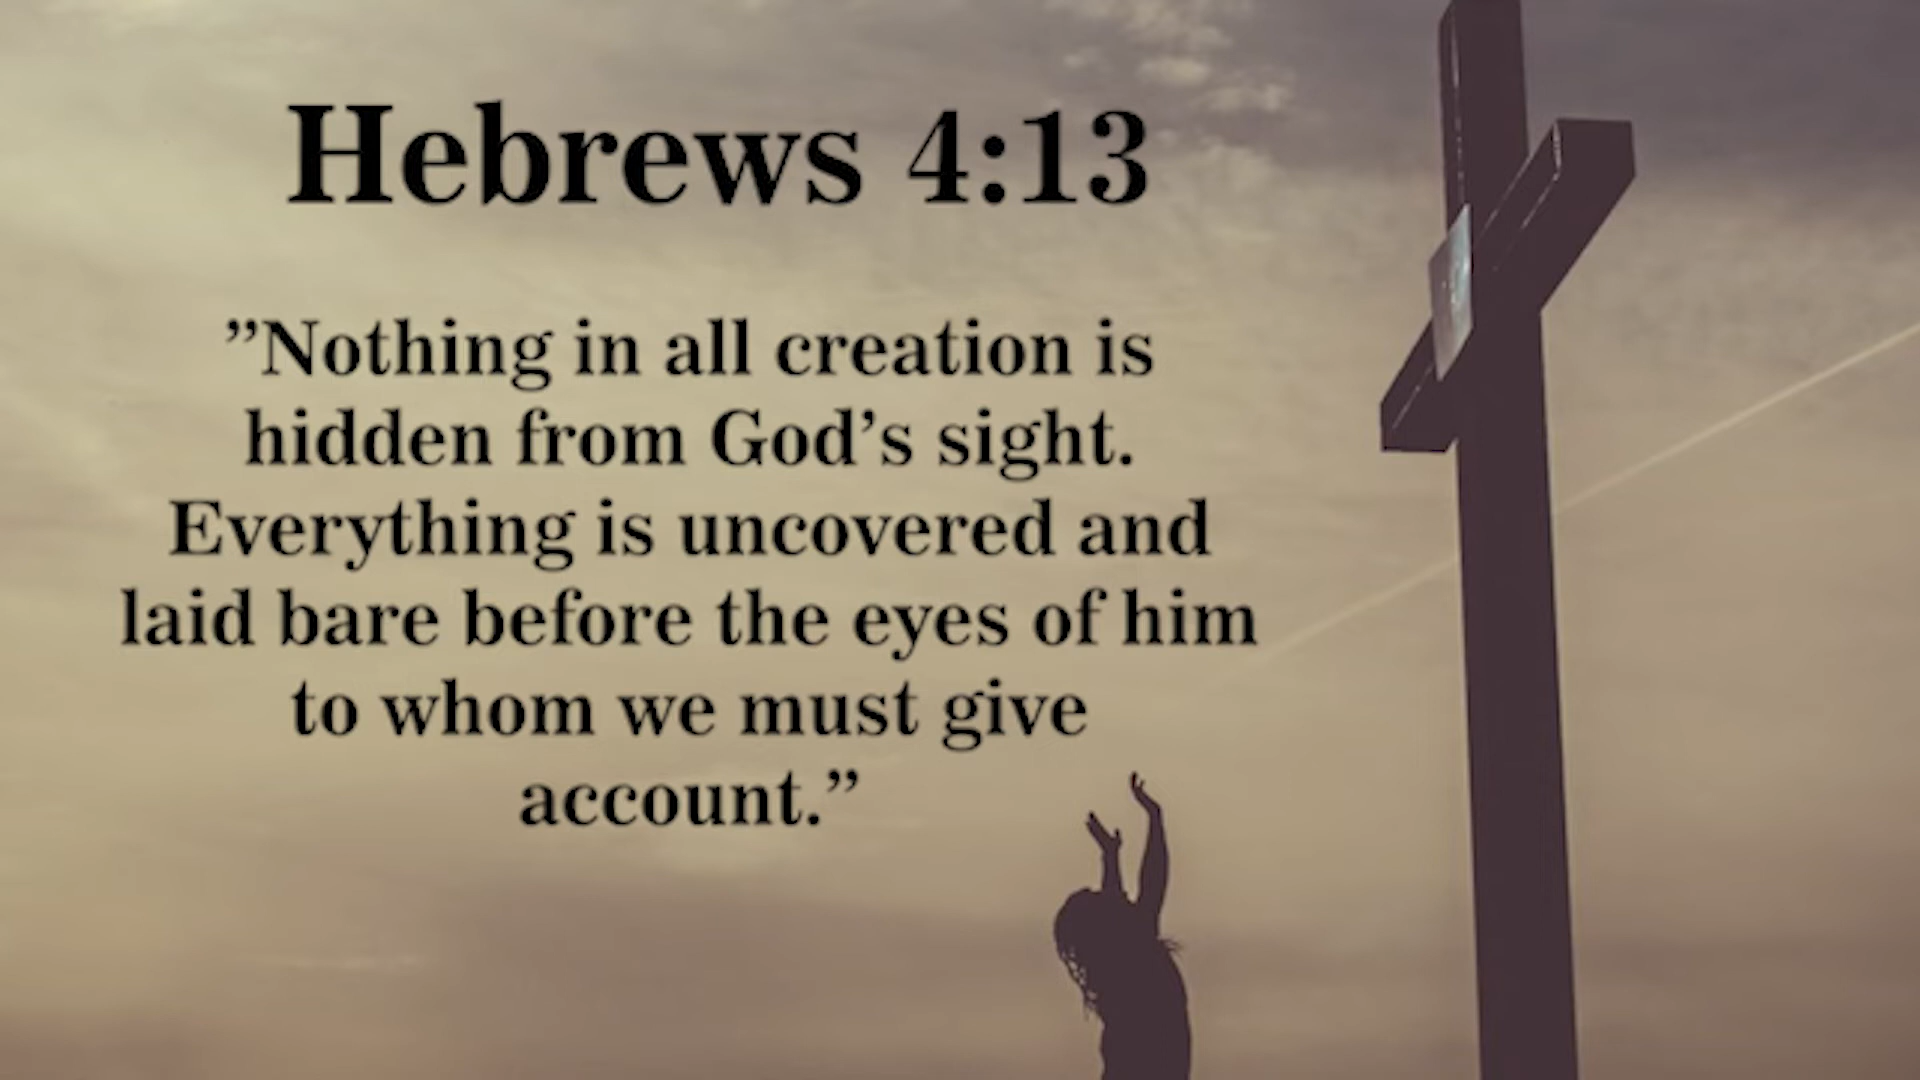 Hebrews 4:13
”Nothing in all creation is
hidden from God’s sight.
Everything is uncovered and
laid bare before the eyes of him
to whom we must give
account.”